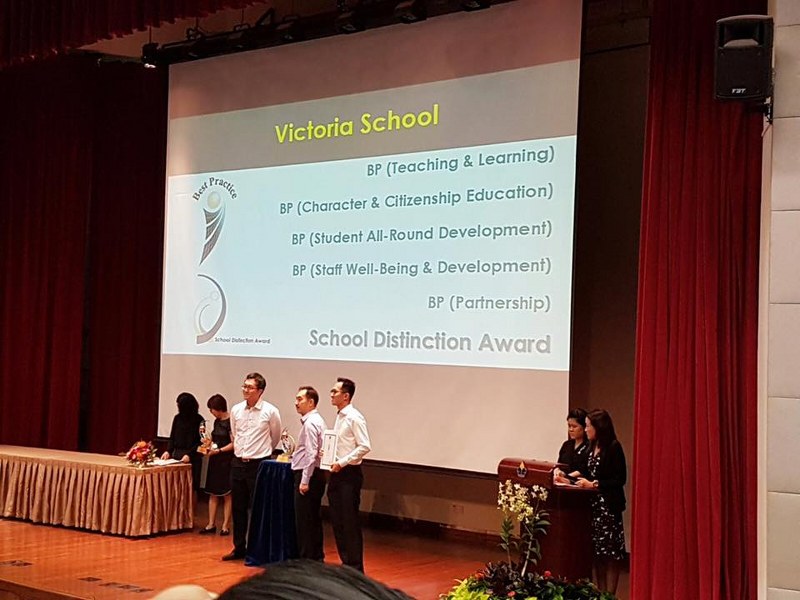 Victoria School
BP (Teaching & Learning)
Best Practice
BP (Character & Citizenship Education)
BP (Student All-Round Development)
BP (Staff Well-Being & Development)
BP (Partnership)
School Distinction Award
School Distinction Award
FBT